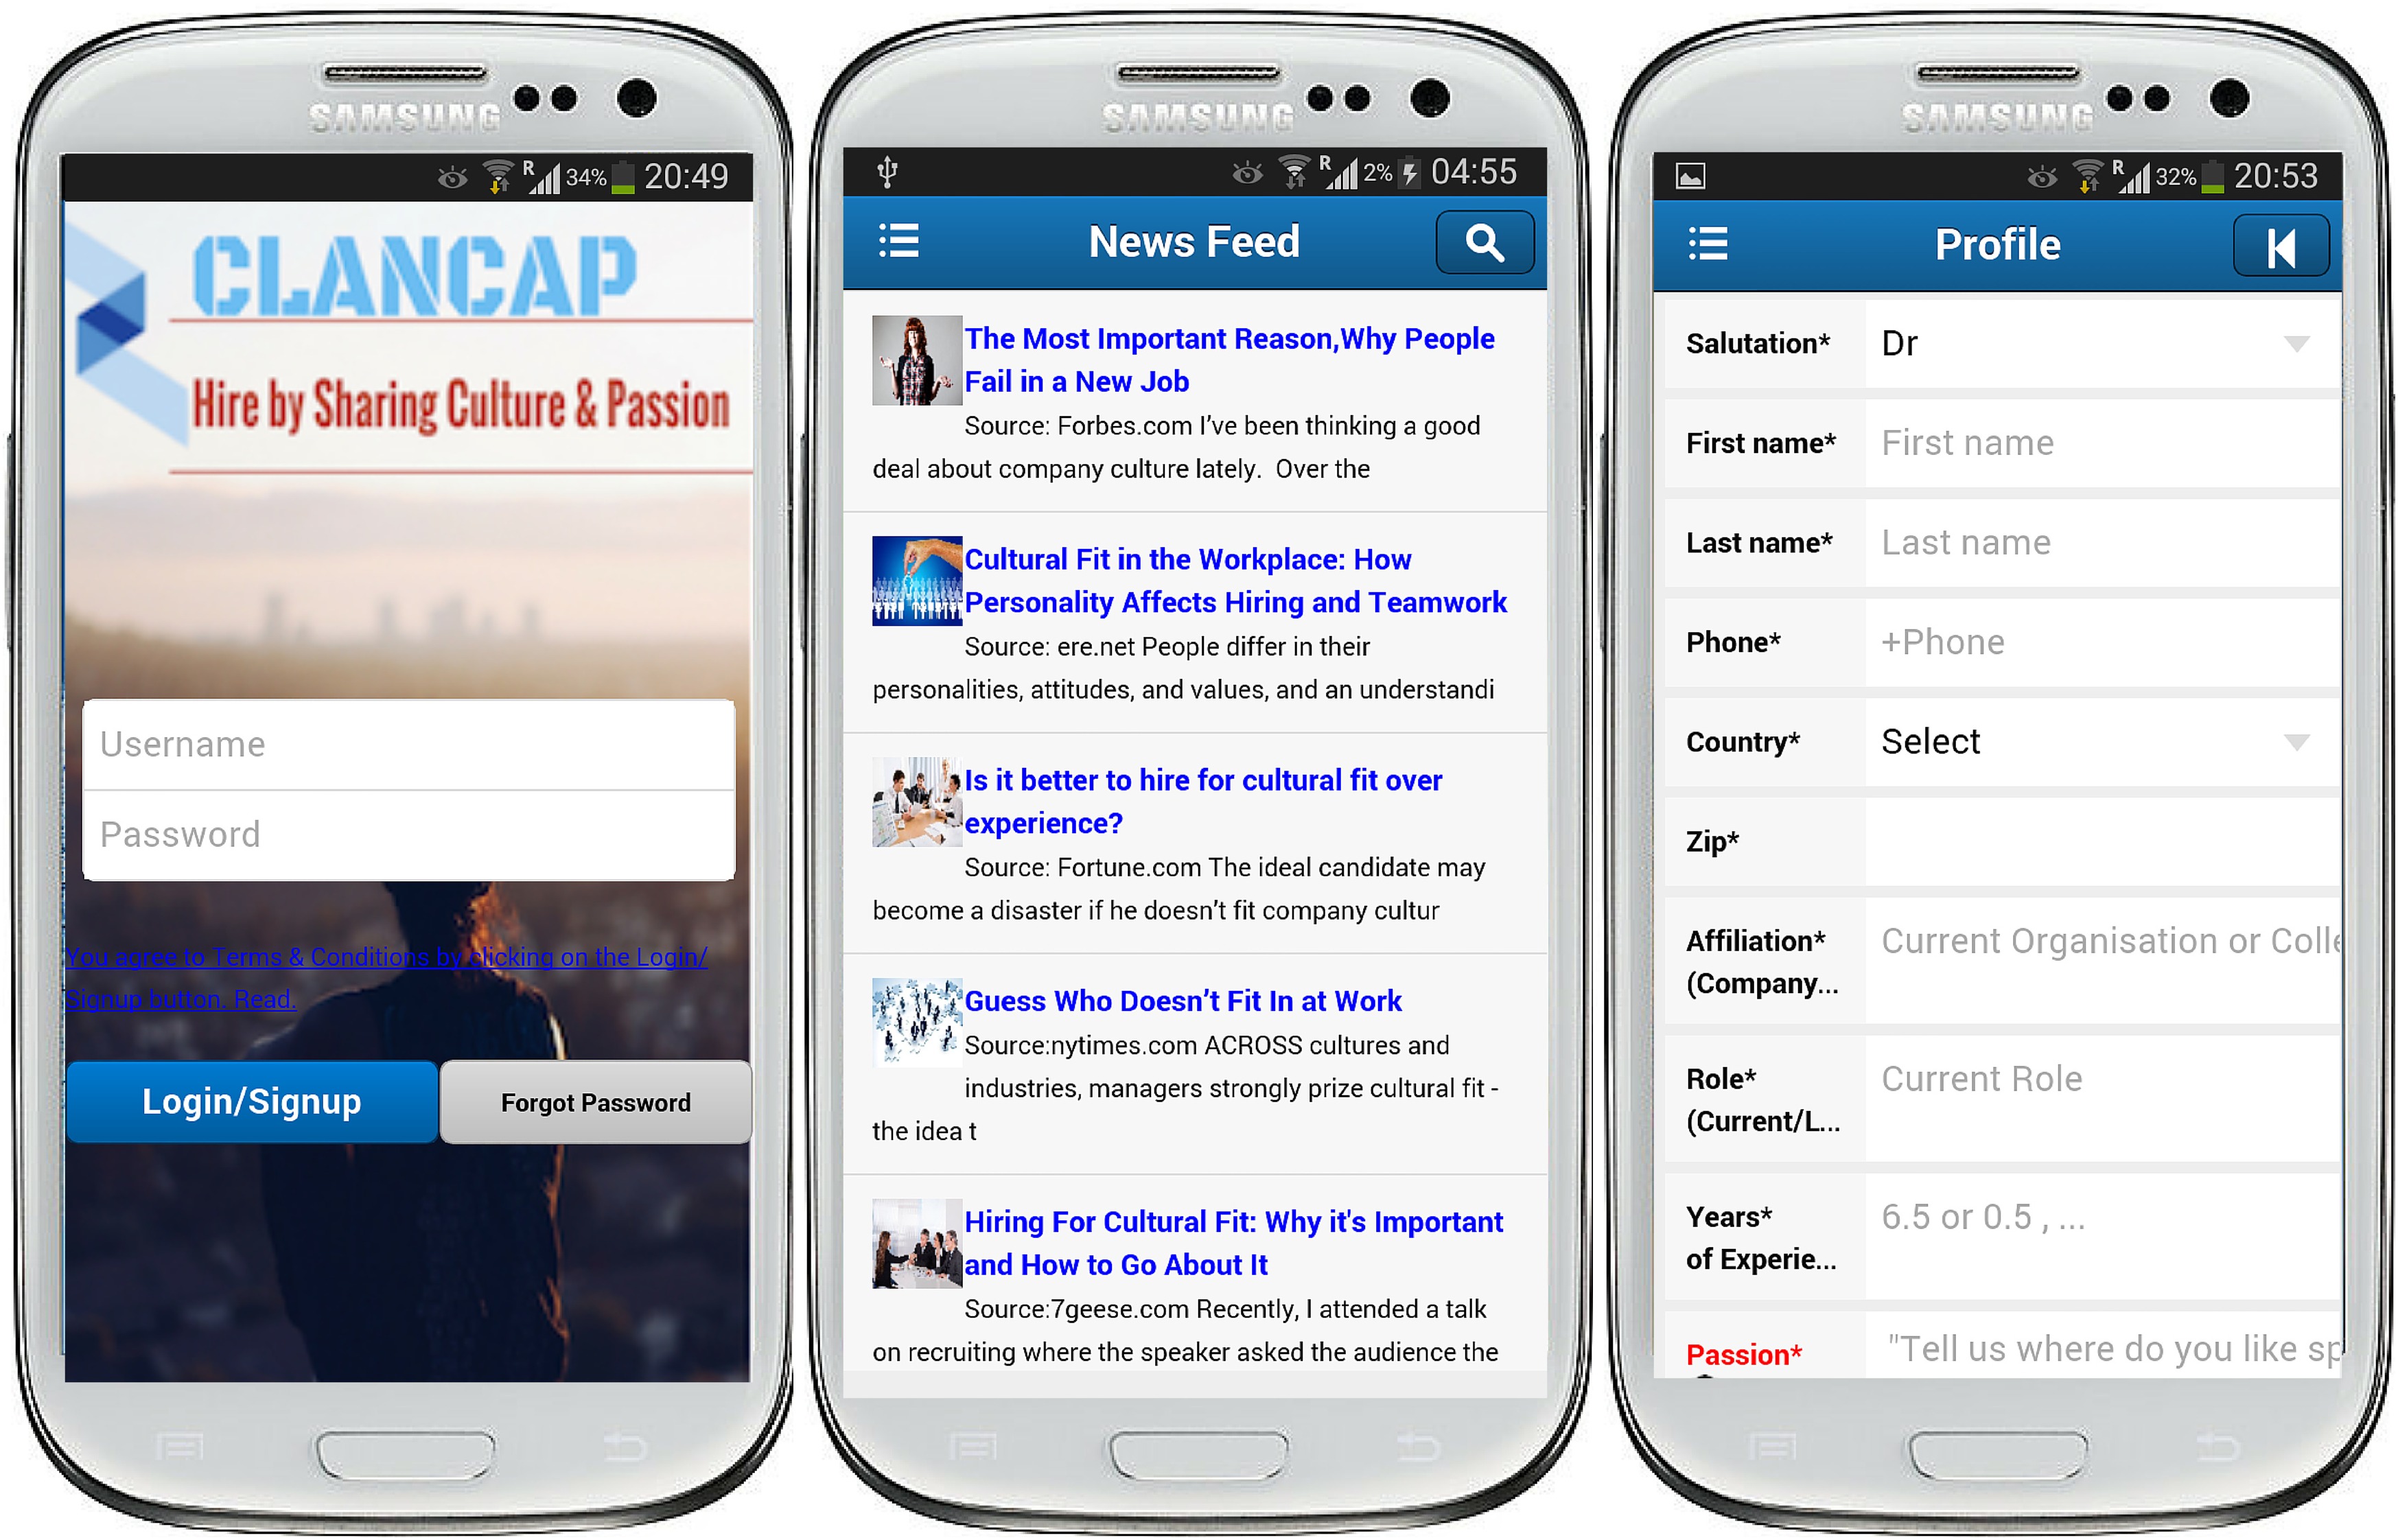 SAMSUNG
R 34% 20:49
CLANCAP
Hire by Sharing Culture & Passion
Username
Password
You agree to Terms & Conditions by clicking on the Login/
Signup button. Read.
Login/Signup
Forgot Password
SAMSUNG
R 2% 04:55
News Feed
The Most Important Reason,Why People
Fail in a New Job
Source: Forbes.com I’ve been thinking a good
deal about company culture lately.  Over the
Cultural Fit in the Workplace: How
Personality Affects Hiring and Teamwork
Source: ere.net People differ in their
personalities, attitudes, and values, and an understandi
Is it better to hire for cultural fit over
experience?
Source: Fortune.com The ideal candidate may
become a disaster if he doesn’t fit company cultur
Guess Who Doesn’t Fit In at Work
Source:nytimes.com ACROSS cultures and
industries, managers strongly prize cultural fit -
the idea t
Hiring For Cultural Fit: Why it's Important
and How to Go About It
Source:7geese.com Recently, I attended a talk
on recruiting where the speaker asked the audience the
SAMSUNG
R 32% 20:53
Profile
Salutation* Dr
First name* First name
Last name* Last name
Phone* +Phone
Country* Select
Zip*
Affiliation* Current Organisation or Colle
(Company...
Role* Current Role
(Current/L...
Years* 6.5 or 0.5 , ...
of Experie...
Passion* "Tell us where do you like sp